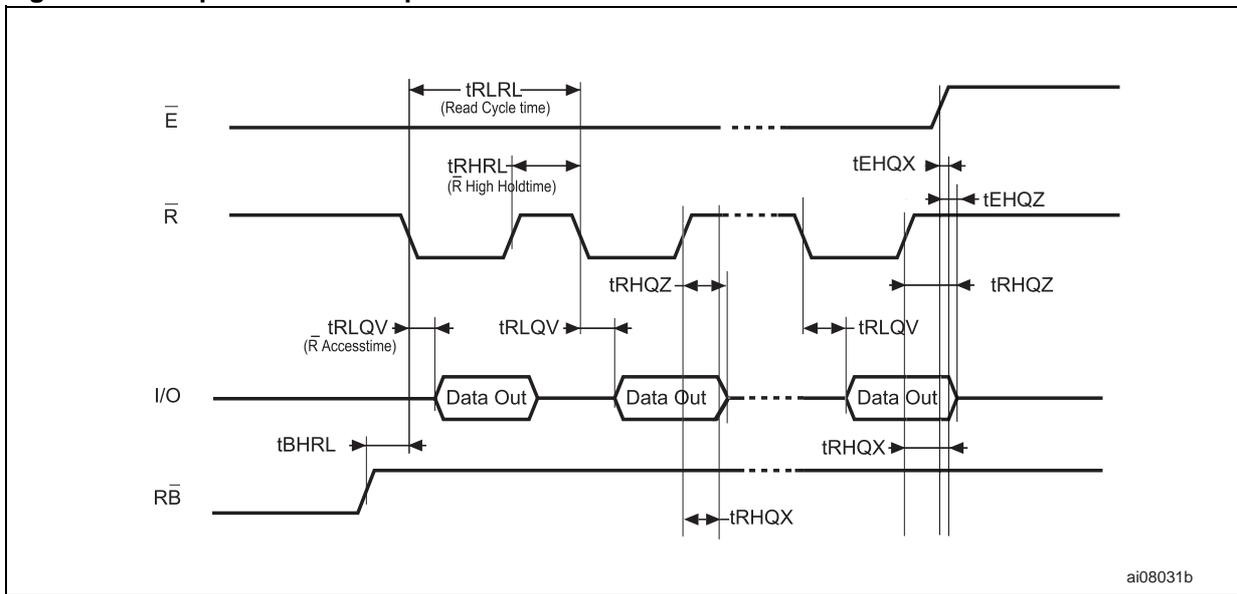 tRLRL
(Read Cycle time)
E̅
tRHRL
(R̅ High Holdtime)
tEHQX
tEHQZ
R̅
tRHQZ
tRHQZ
tRLQV
(R̅ Accesstime)
tRLQV
tRLQV
I/O
Data Out
Data Out
Data Out
tBHRL
tRHQX
RB̅
tRHQX
ai08031b